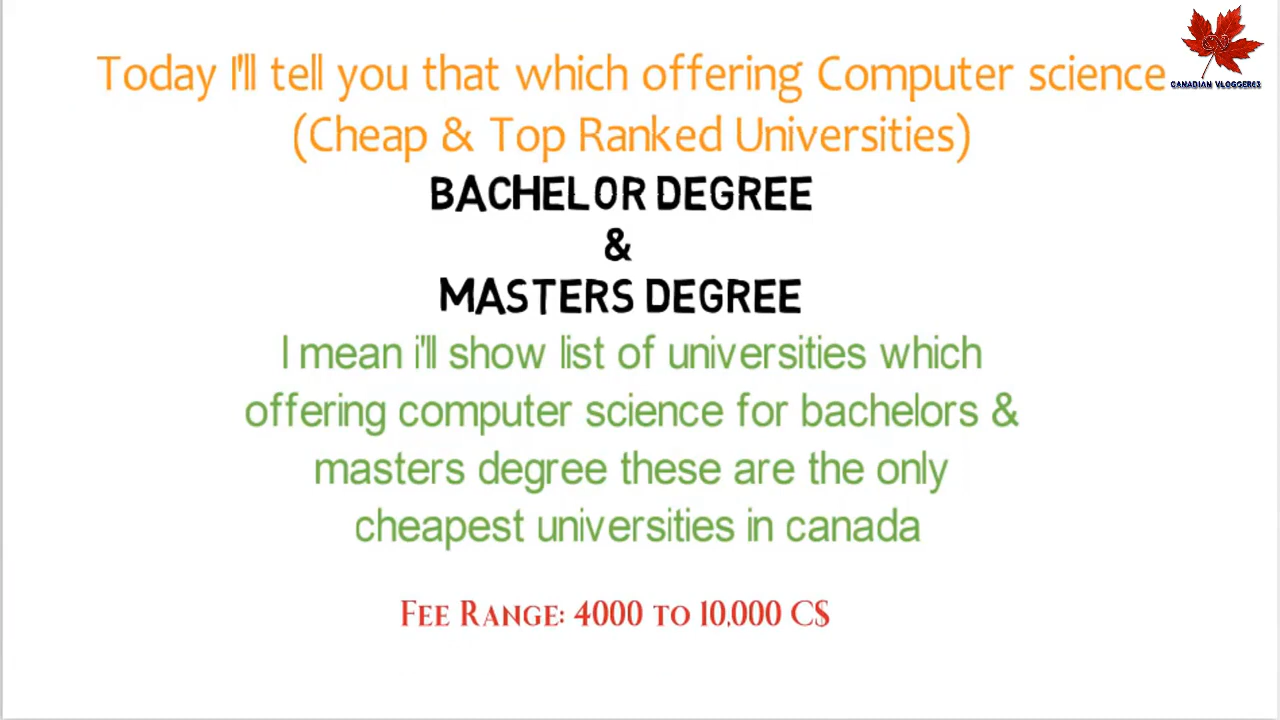 Today I'll tell you that which offering Computer science
(Cheap & Top Ranked Universities)
BACHELOR DEGREE
&
MASTERS DEGREE
I mean i'll show list of universities which
offering computer science for bachelors &
masters degree these are the only
cheapest universities in canada
FEE RANGE: 4000 TO 10,000 C$
CV
CANADIAN VLOGGER63